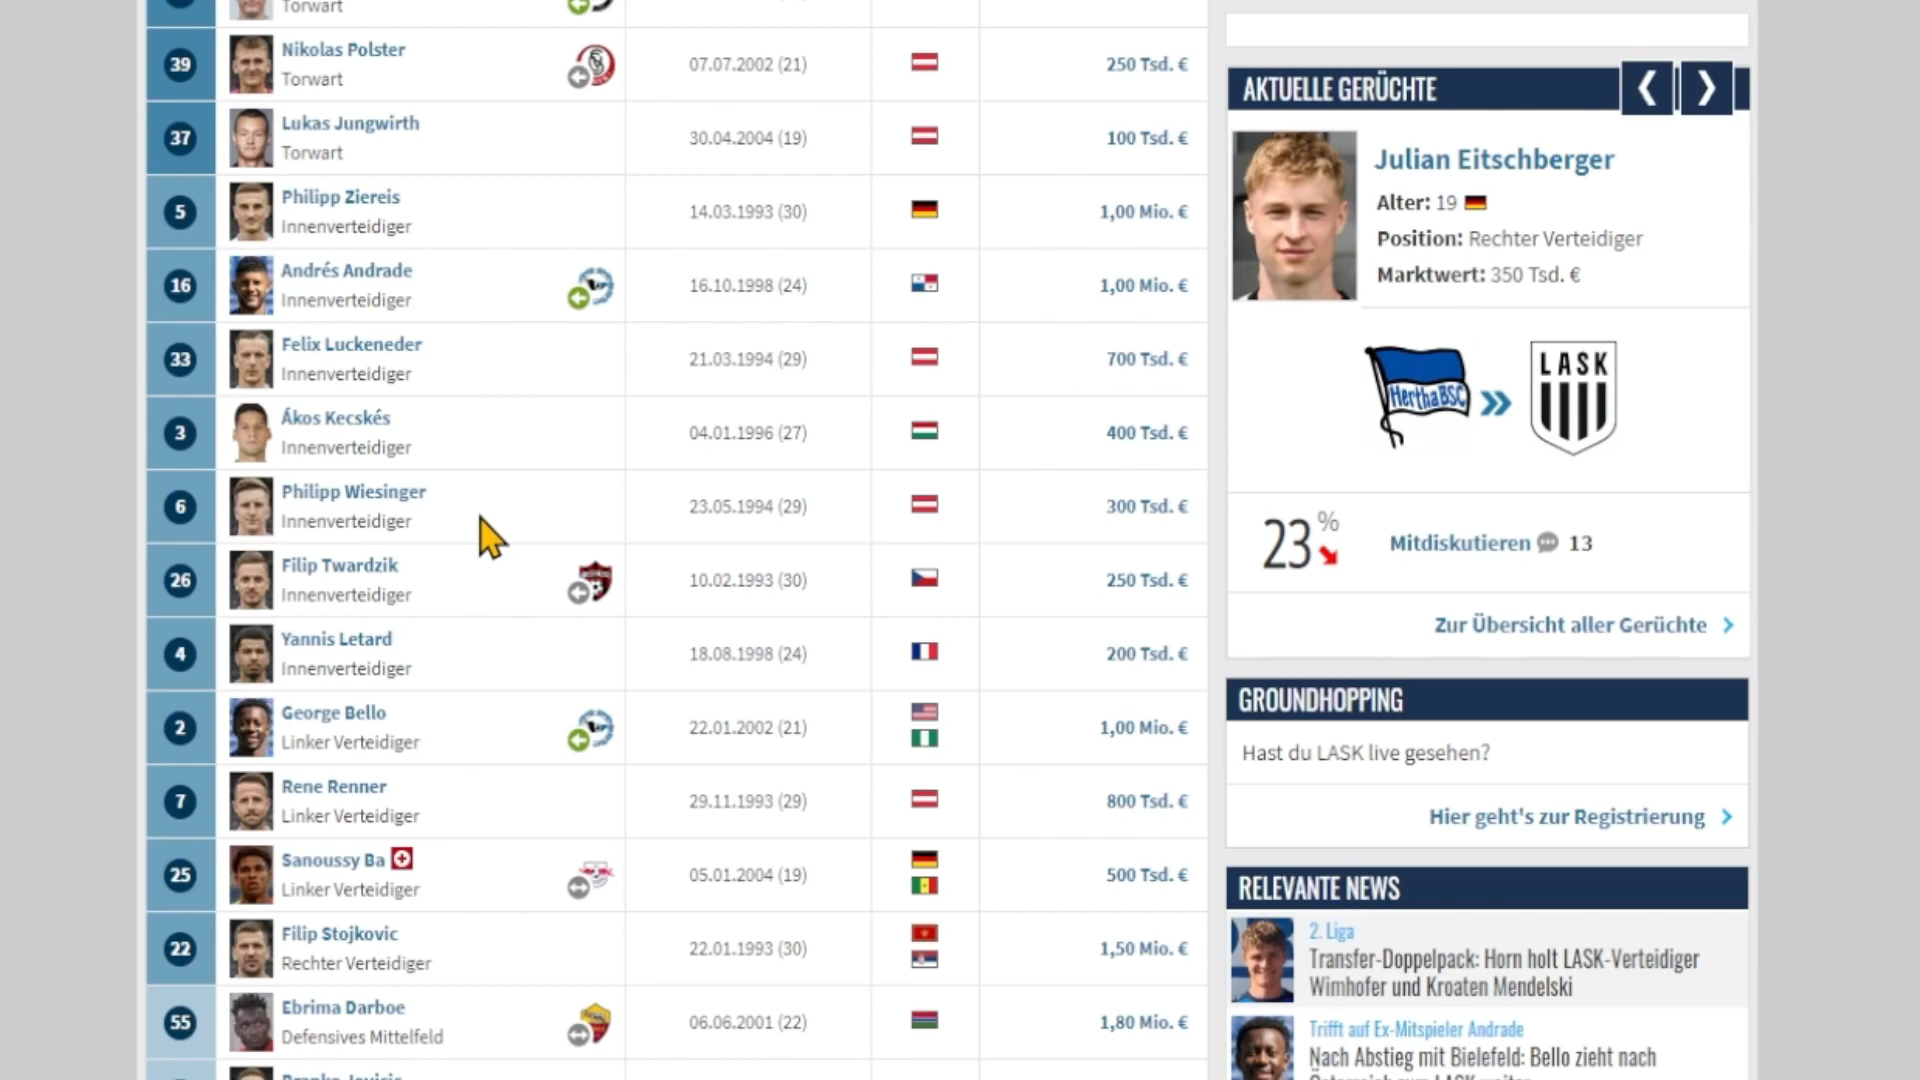 Torwart
39
Nikolas Polster
Torwart
07.07.2002 (21)
250 Tsd. €
37
Lukas Jungwirth
Torwart
30.04.2004 (19)
100 Tsd. €
5
Philipp Ziereis
Innenverteidiger
14.03.1993 (30)
1,00 Mio. €
16
Andrés Andrade
Innenverteidiger
16.10.1998 (24)
1,00 Mio. €
33
Felix Luckeneder
Innenverteidiger
21.03.1994 (29)
700 Tsd. €
3
Ákos Kecskés
Innenverteidiger
04.01.1996 (27)
400 Tsd. €
6
Philipp Wiesinger
Innenverteidiger
23.05.1994 (29)
300 Tsd. €
26
Filip Twardzik
Innenverteidiger
10.02.1993 (30)
250 Tsd. €
4
Yannis Letard
Innenverteidiger
18.08.1998 (24)
200 Tsd. €
2
George Bello
Linker Verteidiger
22.01.2002 (21)
1,00 Mio. €
7
Rene Renner
Linker Verteidiger
29.11.1993 (29)
800 Tsd. €
25
Sanoussy Ba
Linker Verteidiger
05.01.2004 (19)
500 Tsd. €
22
Filip Stojkovic
Rechter Verteidiger
22.01.1993 (30)
1,50 Mio. €
55
Ebrima Darboe
Defensives Mittelfeld
06.06.2001 (22)
1,80 Mio. €
AKTUELLE GERÜCHTE
Julian Eitschberger
Alter: 19
Position: Rechter Verteidiger
Marktwert: 350 Tsd. €
Hertha BSC
LASK
23 %
Mitdiskutieren 13
Zur Übersicht aller Gerüchte
GROUNDHOPPING
Hast du LASK live gesehen?
Hier geht's zur Registrierung
RELEVANTE NEWS
2. Liga
Transfer-Doppelpack: Horn holt LASK-Verteidiger
Wimhofer und Kroaten Mendelski
Trifft auf Ex-Mitspieler Andrade
Nach Abstieg mit Bielefeld: Bello zieht nach